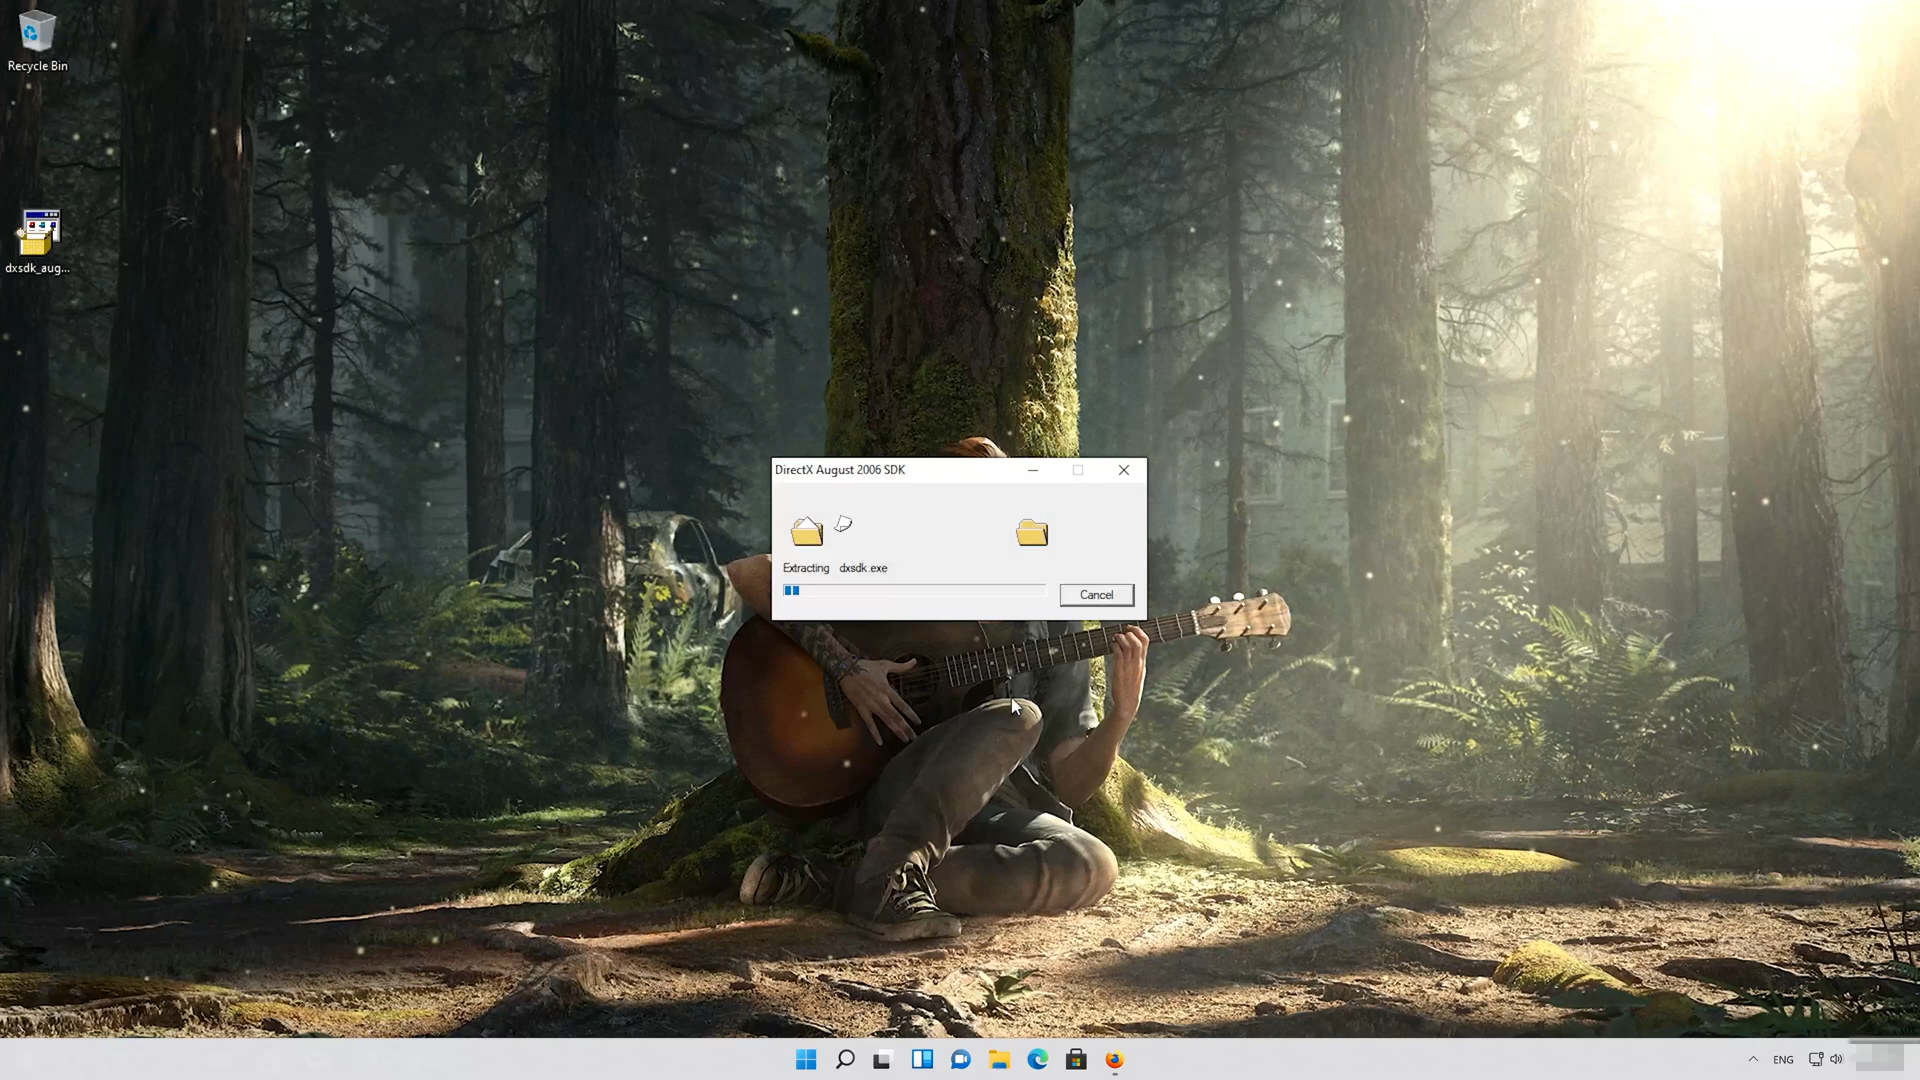 Recycle Bin
dxsdk_aug...
DirectX August 2006 SDK
Extracting dxsdk.exe
Cancel
ENG